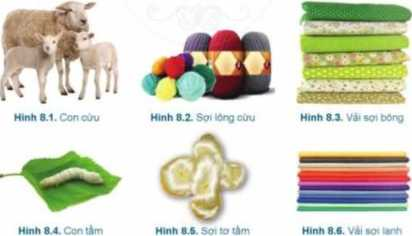 Hình 8.1. Con cừu
Hình 8.2. Sợi lông cừu
Hình 8.3. Vải sợi bông
Hình 8.4. Con tằm
Hình 8.5. Sợi tơ tằm
Hình 8.6. Vải sợi lanh